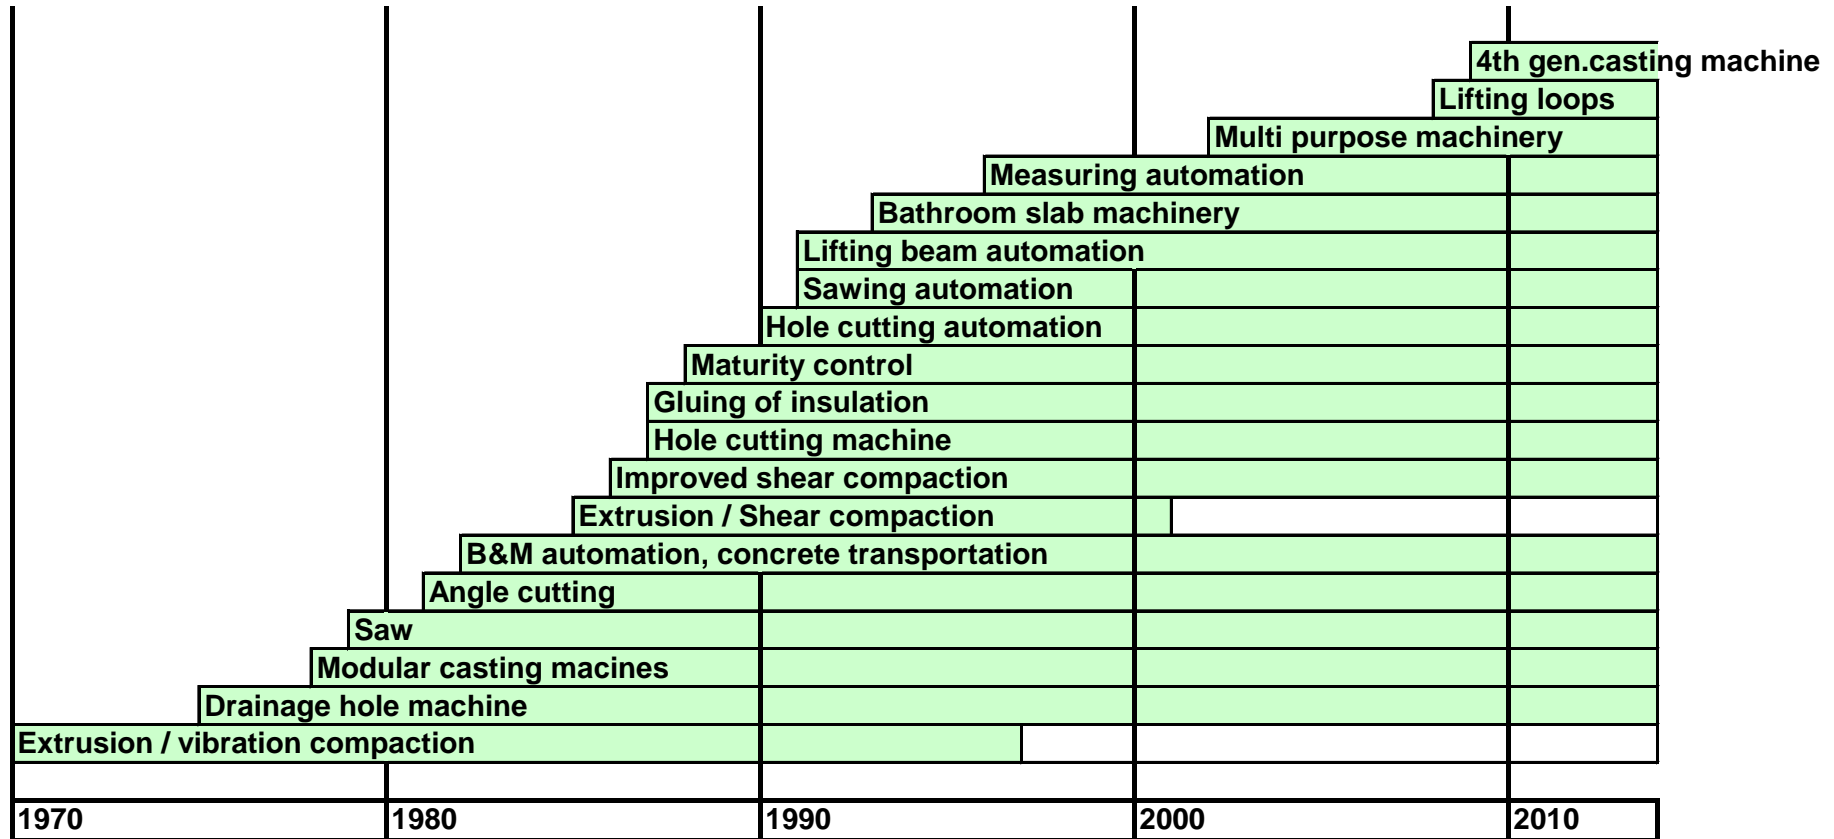 4th gen.casting machine
Lifting loops
Multi purpose machinery
Measuring automation
Bathroom slab machinery
Lifting beam automation
Sawing automation
Hole cutting automation
Maturity control
Gluing of insulation
Hole cutting machine
Improved shear compaction
Extrusion / Shear compaction
B&M automation, concrete transportation
Angle cutting
Saw
Modular casting macines
Drainage hole machine
Extrusion / vibration compaction
1970 1980 1990 2000 2010